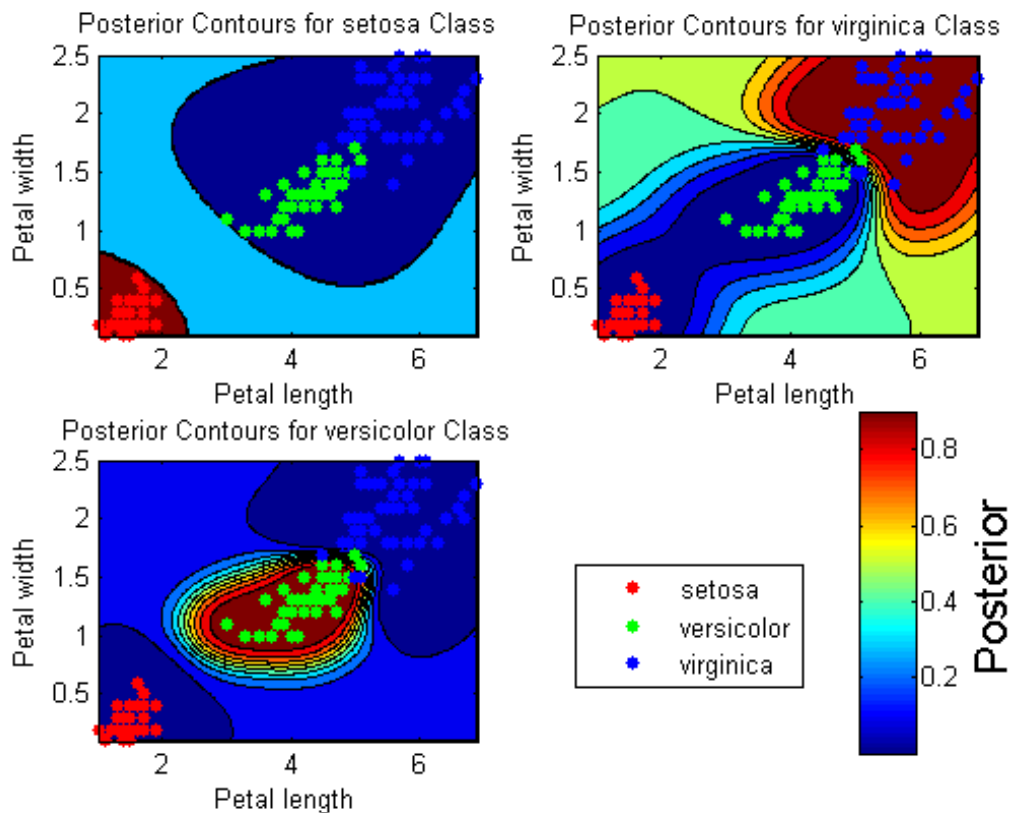 Posterior Contours for setosa Class
2.5
2
1.5
1
0.5
Petal width
2 4 6
Petal length
Posterior Contours for virginica Class
2.5
2
1.5
1
0.5
Petal width
2 4 6
Petal length
Posterior Contours for versicolor Class
2.5
2
1.5
1
0.5
Petal width
2 4 6
Petal length
setosa
versicolor
virginica
0.8
0.6
0.4
0.2
Posterior